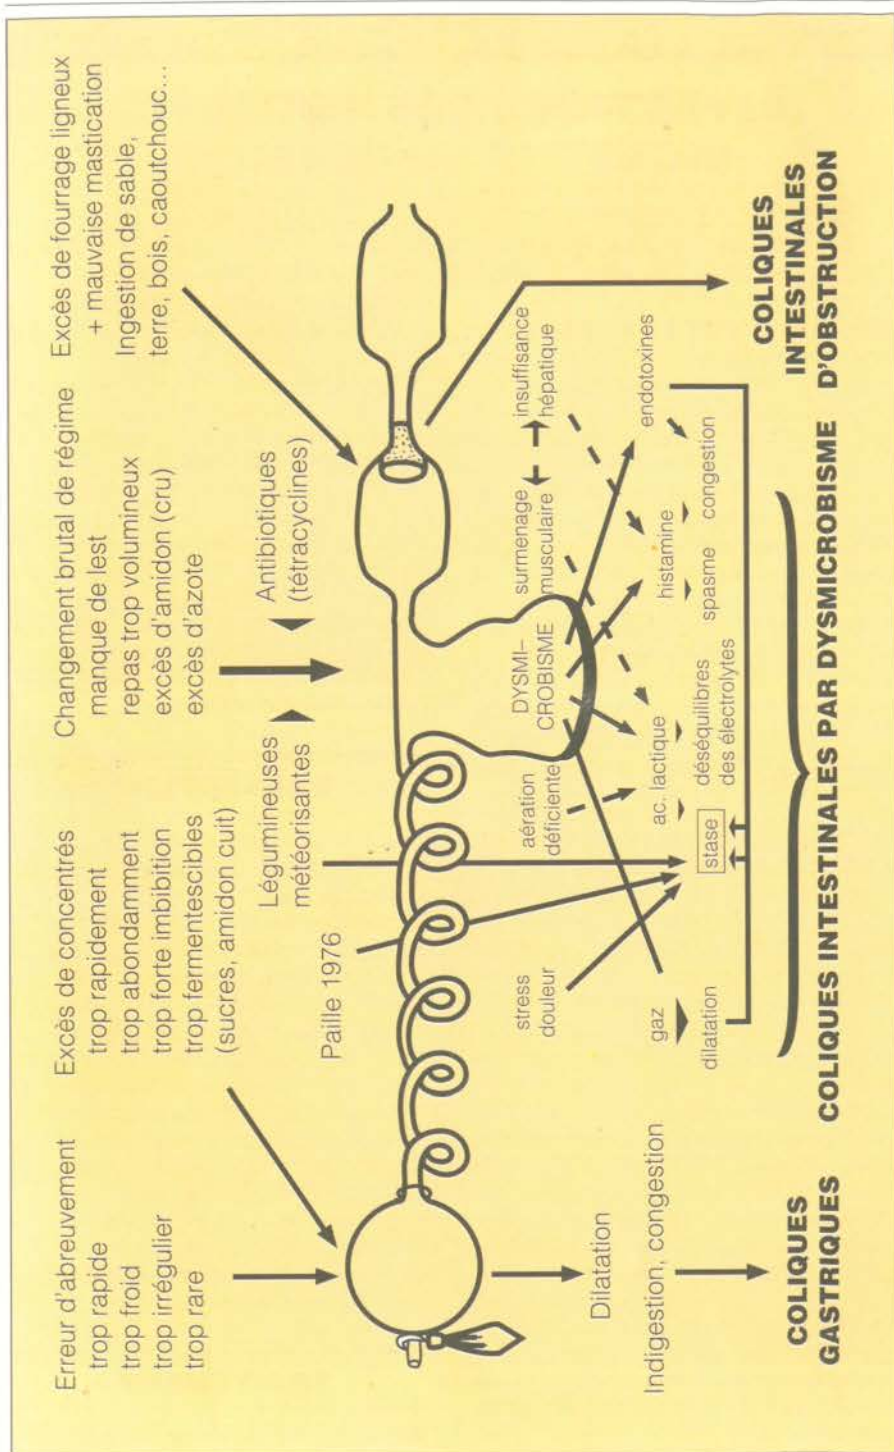 Erreur d'abreuvement
trop rapide
trop froid
trop irrégulier
trop rare
Excès de concentrés
trop rapidement
trop abondamment
trop forte imbibition
trop fermentescibles
(sucres, amidon cuit)
Changement brutal de régime
manque de lest
repas trop volumineux
excès d'amidon (cru)
excès d'azote
Excès de fourrage ligneux
+ mauvaise mastication
Ingestion de sable,
terre, bois, caoutchouc...
Paille 1976
Légumineuses
météorisantes
Antibiotiques
(tétracyclines)
Dilatation
Indigestion, congestion
stress
douleur
aération
déficiente
DYSMI–
CROBISME
surmenage
musculaire
insuffisance
hépatique
gaz
dilatation
stase
ac. lactique
déséquilibres
des électrolytes
histamine
spasme
endotoxines
congestion
COLIQUES
GASTRIQUES
COLIQUES INTESTINALES PAR DYSMICROBISME
COLIQUES
INTESTINALES
D'OBSTRUCTION